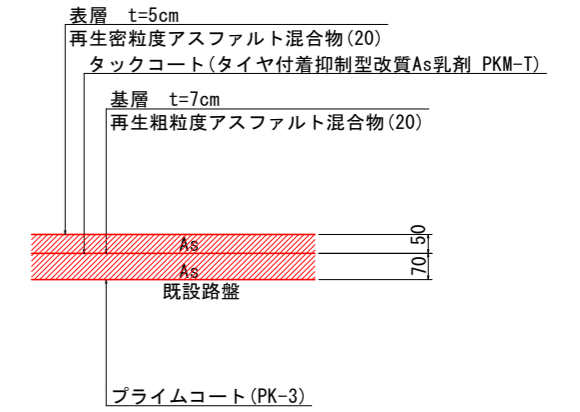 表層 t=5cm
再生密粒度アスファルト混合物(20)
タックコート(タイヤ付着抑制型改質As乳剤 PKM-T)
基層 t=7cm
再生粗粒度アスファルト混合物(20)
As
50
As
70
既設路盤
プライムコート(PK-3)